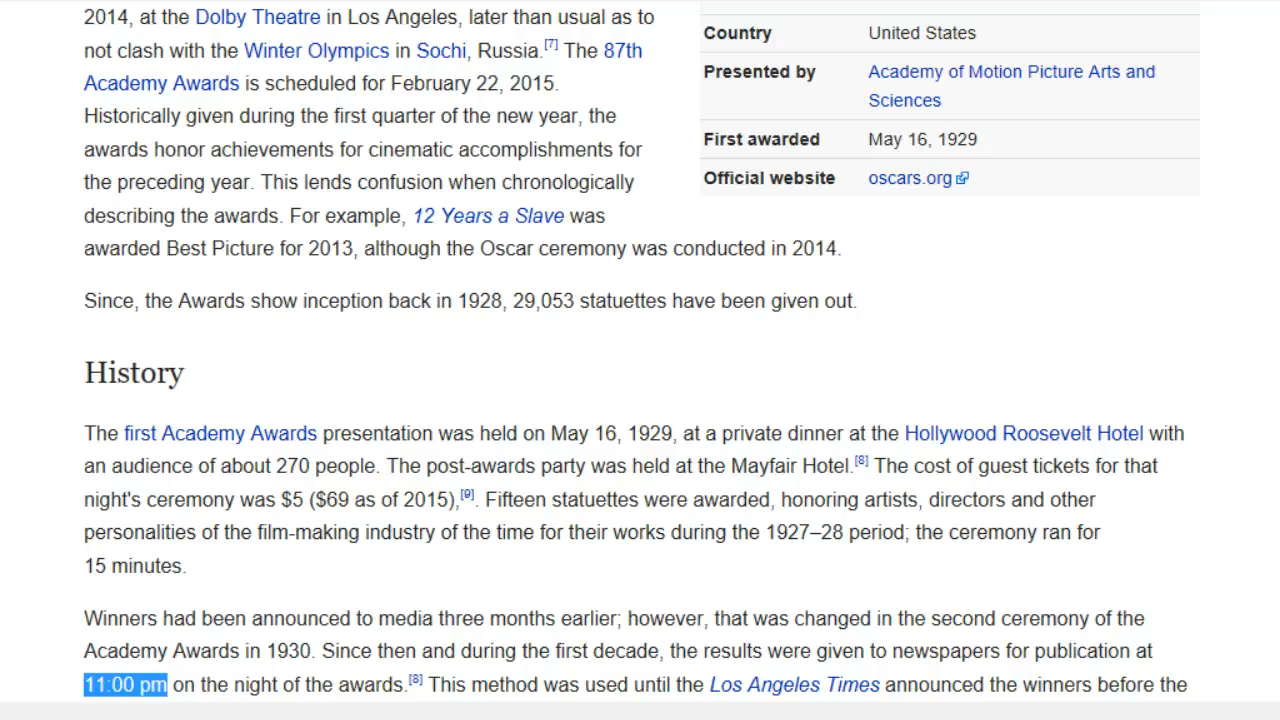 2014, at the Dolby Theatre in Los Angeles, later than usual as to
not clash with the Winter Olympics in Sochi, Russia.[7] The 87th
Academy Awards is scheduled for February 22, 2015.
Historically given during the first quarter of the new year, the
awards honor achievements for cinematic accomplishments for
the preceding year. This lends confusion when chronologically
describing the awards. For example, 12 Years a Slave was
awarded Best Picture for 2013, although the Oscar ceremony was conducted in 2014.
Country United States
Presented by Academy of Motion Picture Arts and
Sciences
First awarded May 16, 1929
Official website oscars.org
Since, the Awards show inception back in 1928, 29,053 statuettes have been given out.
History
The first Academy Awards presentation was held on May 16, 1929, at a private dinner at the Hollywood Roosevelt Hotel with
an audience of about 270 people. The post-awards party was held at the Mayfair Hotel.[8] The cost of guest tickets for that
night's ceremony was $5 ($69 as of 2015),[9]. Fifteen statuettes were awarded, honoring artists, directors and other
personalities of the film-making industry of the time for their works during the 1927–28 period; the ceremony ran for
15 minutes.
Winners had been announced to media three months earlier; however, that was changed in the second ceremony of the
Academy Awards in 1930. Since then and during the first decade, the results were given to newspapers for publication at
11:00 pm on the night of the awards.[8] This method was used until the Los Angeles Times announced the winners before the